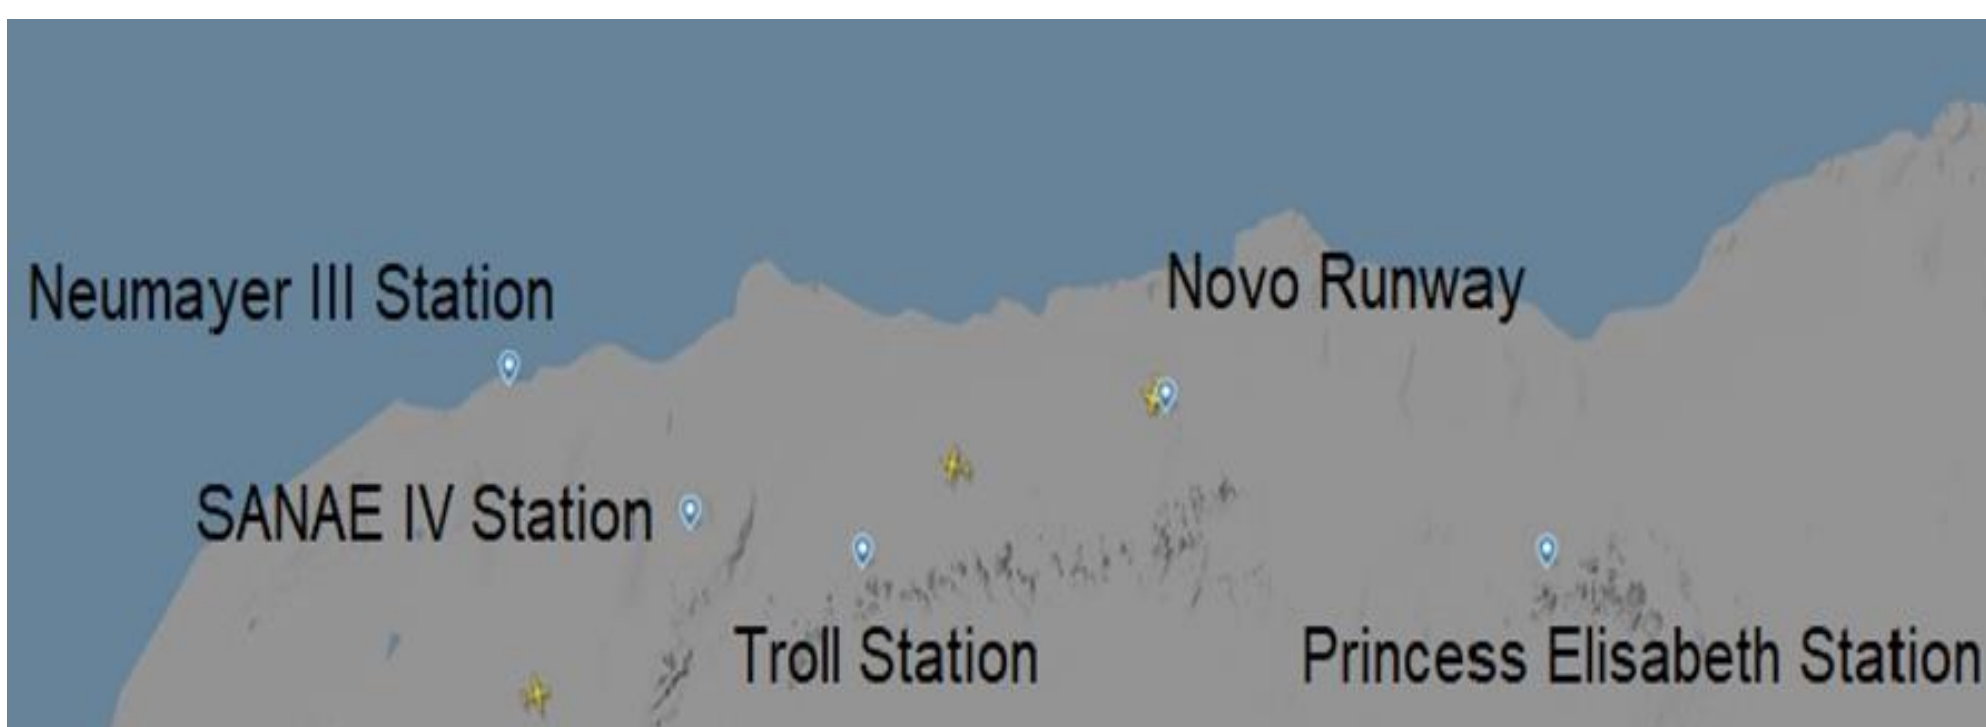 Neumayer III Station
Novo Runway
SANAE IV Station
Troll Station
Princess Elisabeth Station